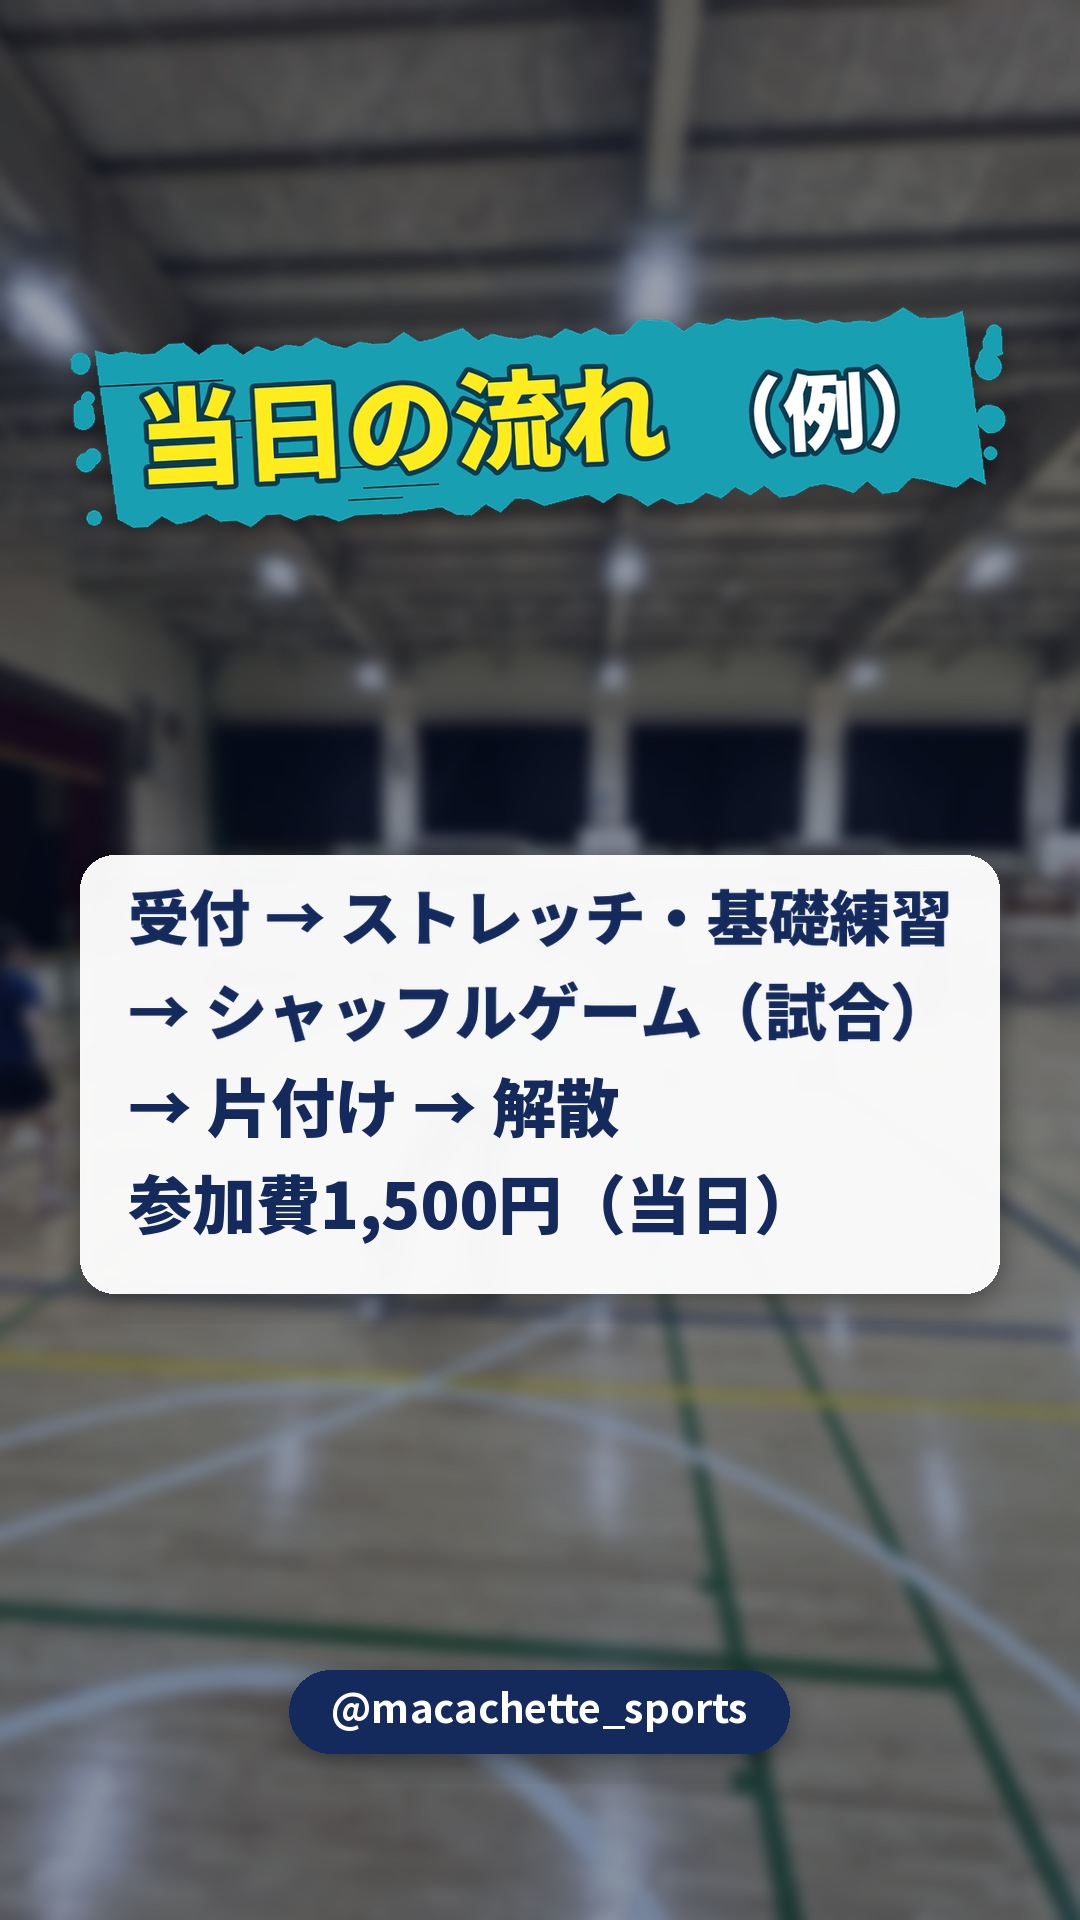 当日の流れ（例）
受付 → ストレッチ・基礎練習
→ シャッフルゲーム（試合）
→ 片付け → 解散
参加費1,500円（当日）
@macachette_sports